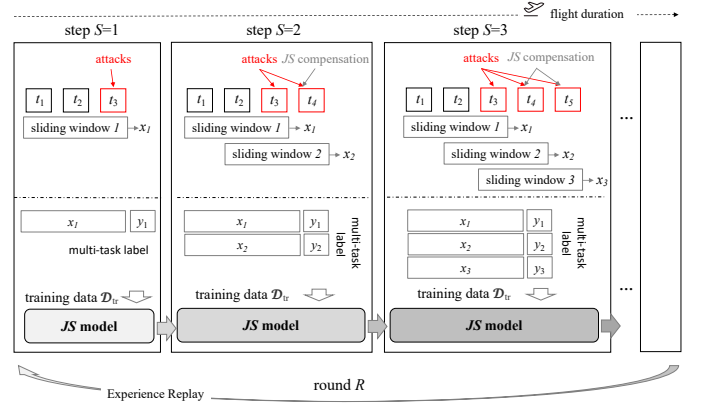 flight duration
step S=1
step S=2
step S=3
attacks
attacks JS compensation
attacks JS compensation
t1 t2 t3
t1 t2 t3 t4
t1 t2 t3 t4 t5
sliding window 1 x1
sliding window 1 x1
sliding window 1 x1
...
sliding window 2 x2
sliding window 2 x2
sliding window 3 x3
x1 y1
x1 y1
x1 y1
x2 y2
x2 y2
x3 y3
multi-task label
multi-task
label
multi-task
label
training data 𝒟tr
training data 𝒟tr
training data 𝒟tr
...
JS model
JS model
JS model
round R
Experience Replay